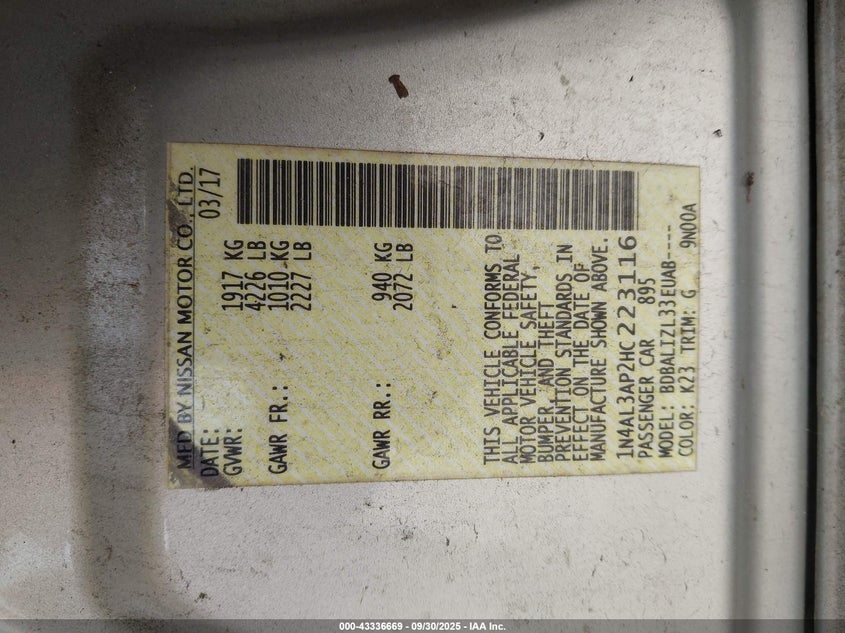 MFD BY NISSAN MOTOR CO., LTD.
DATE: 03/17
GVWR: 1917 KG
4226 LB
GAWR FR.: 1010 KG
2227 LB
GAWR RR.: 940 KG
2072 LB
THIS VEHICLE CONFORMS TO
ALL APPLICABLE FEDERAL
MOTOR VEHICLE SAFETY,
BUMPER, AND THEFT
PREVENTION STANDARDS IN
EFFECT ON THE DATE OF
MANUFACTURE SHOWN ABOVE.
1N4AL3AP2HC223116
PASSENGER CAR 895
MODEL: BDBALIZL33EUAB----
COLOR: K23 TRIM: G 9N00A
000-43336669 - 09/30/2025 - IAA Inc.